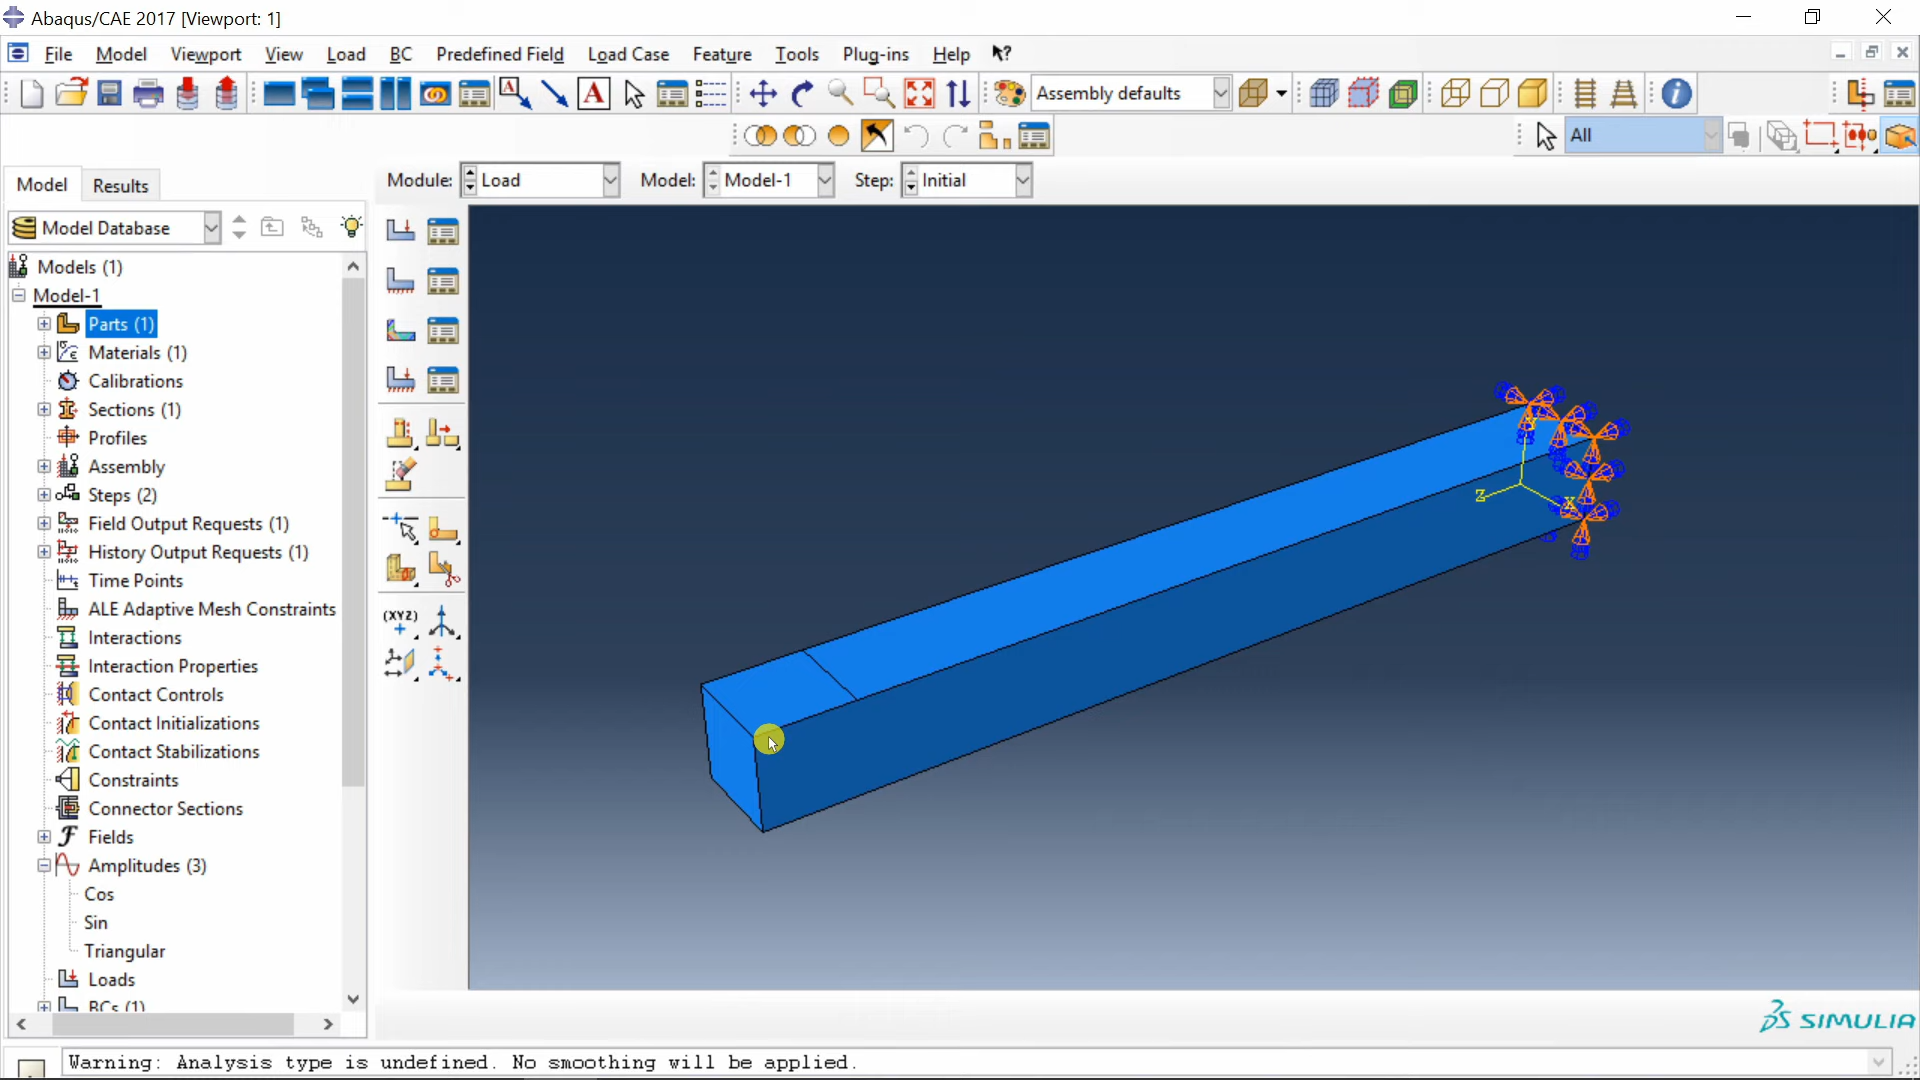 Abaqus/CAE 2017 [Viewport: 1]
File Model Viewport View Load BC Predefined Field Load Case Feature Tools Plug-ins Help
Assembly defaults
All
Model Results
Module: Load Model: Model-1 Step: Initial
Model Database
Models (1)
Model-1
Parts (1)
Materials (1)
Calibrations
Sections (1)
Profiles
Assembly
Steps (2)
Field Output Requests (1)
History Output Requests (1)
Time Points
ALE Adaptive Mesh Constraints
Interactions
Interaction Properties
Contact Controls
Contact Initializations
Contact Stabilizations
Constraints
Connector Sections
Fields
Amplitudes (3)
Cos
Sin
Triangular
Loads
BCs (1)
(XYZ)
Y
Z
X
SIMULIA
Warning: Analysis type is undefined. No smoothing will be applied.